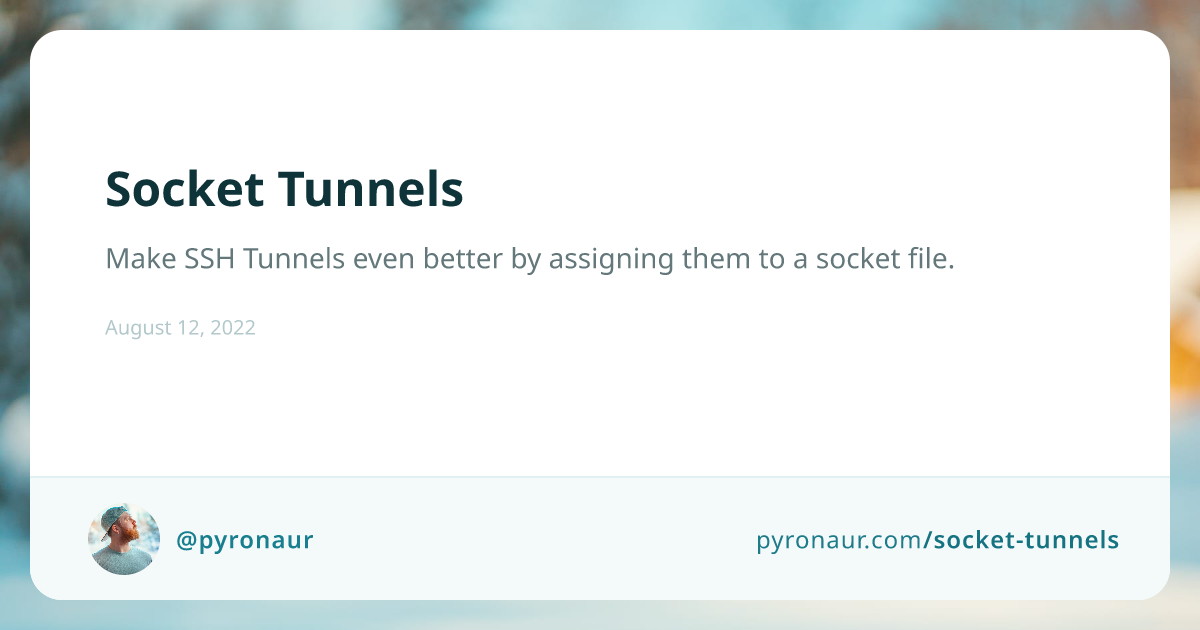 Socket Tunnels
Make SSH Tunnels even better by assigning them to a socket file.
August 12, 2022
@pyronaur
pyronaur.com/socket-tunnels